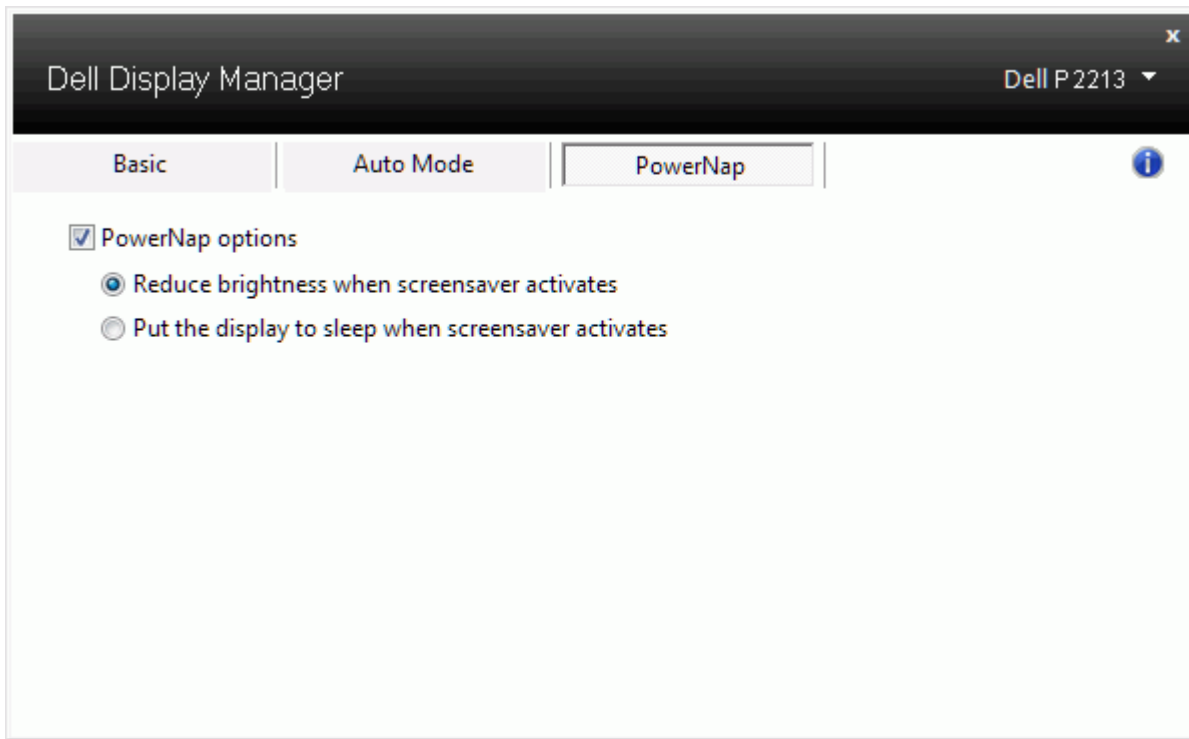 x
Dell Display Manager
Dell P2213
Basic
Auto Mode
PowerNap
i
PowerNap options
Reduce brightness when screensaver activates
Put the display to sleep when screensaver activates